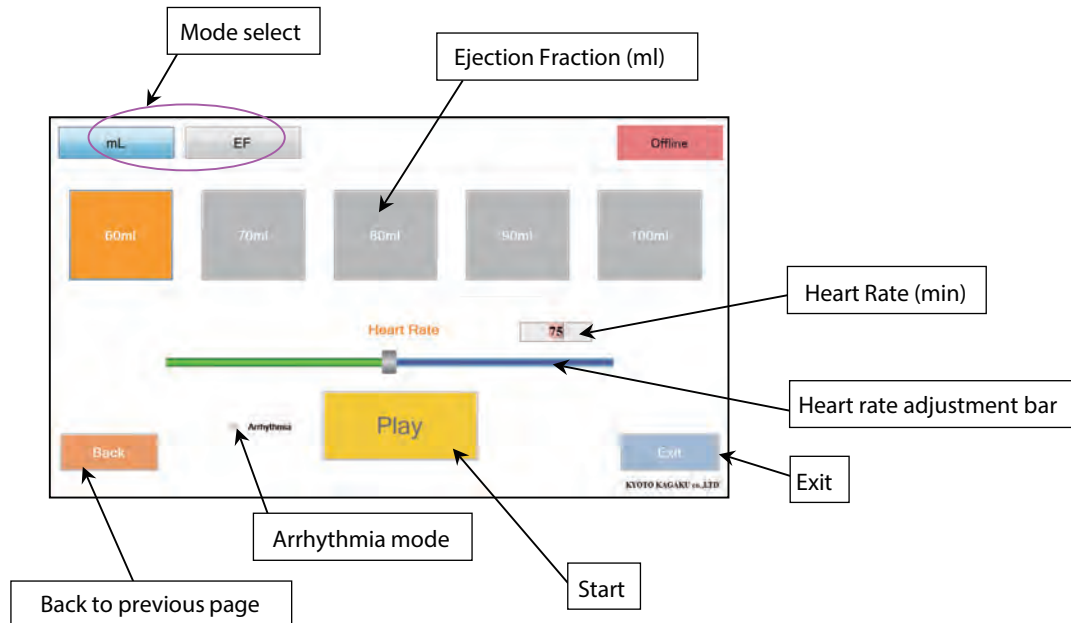 Mode select
Ejection Fraction (ml)
mL
EF
Offline
60ml
70ml
80ml
90ml
100ml
Heart Rate (min)
Heart Rate
75
Heart rate adjustment bar
Arrhythmia
Play
Back
Exit
KYOTO KAGAKU co.,LTD
Exit
Arrhythmia mode
Start
Back to previous page